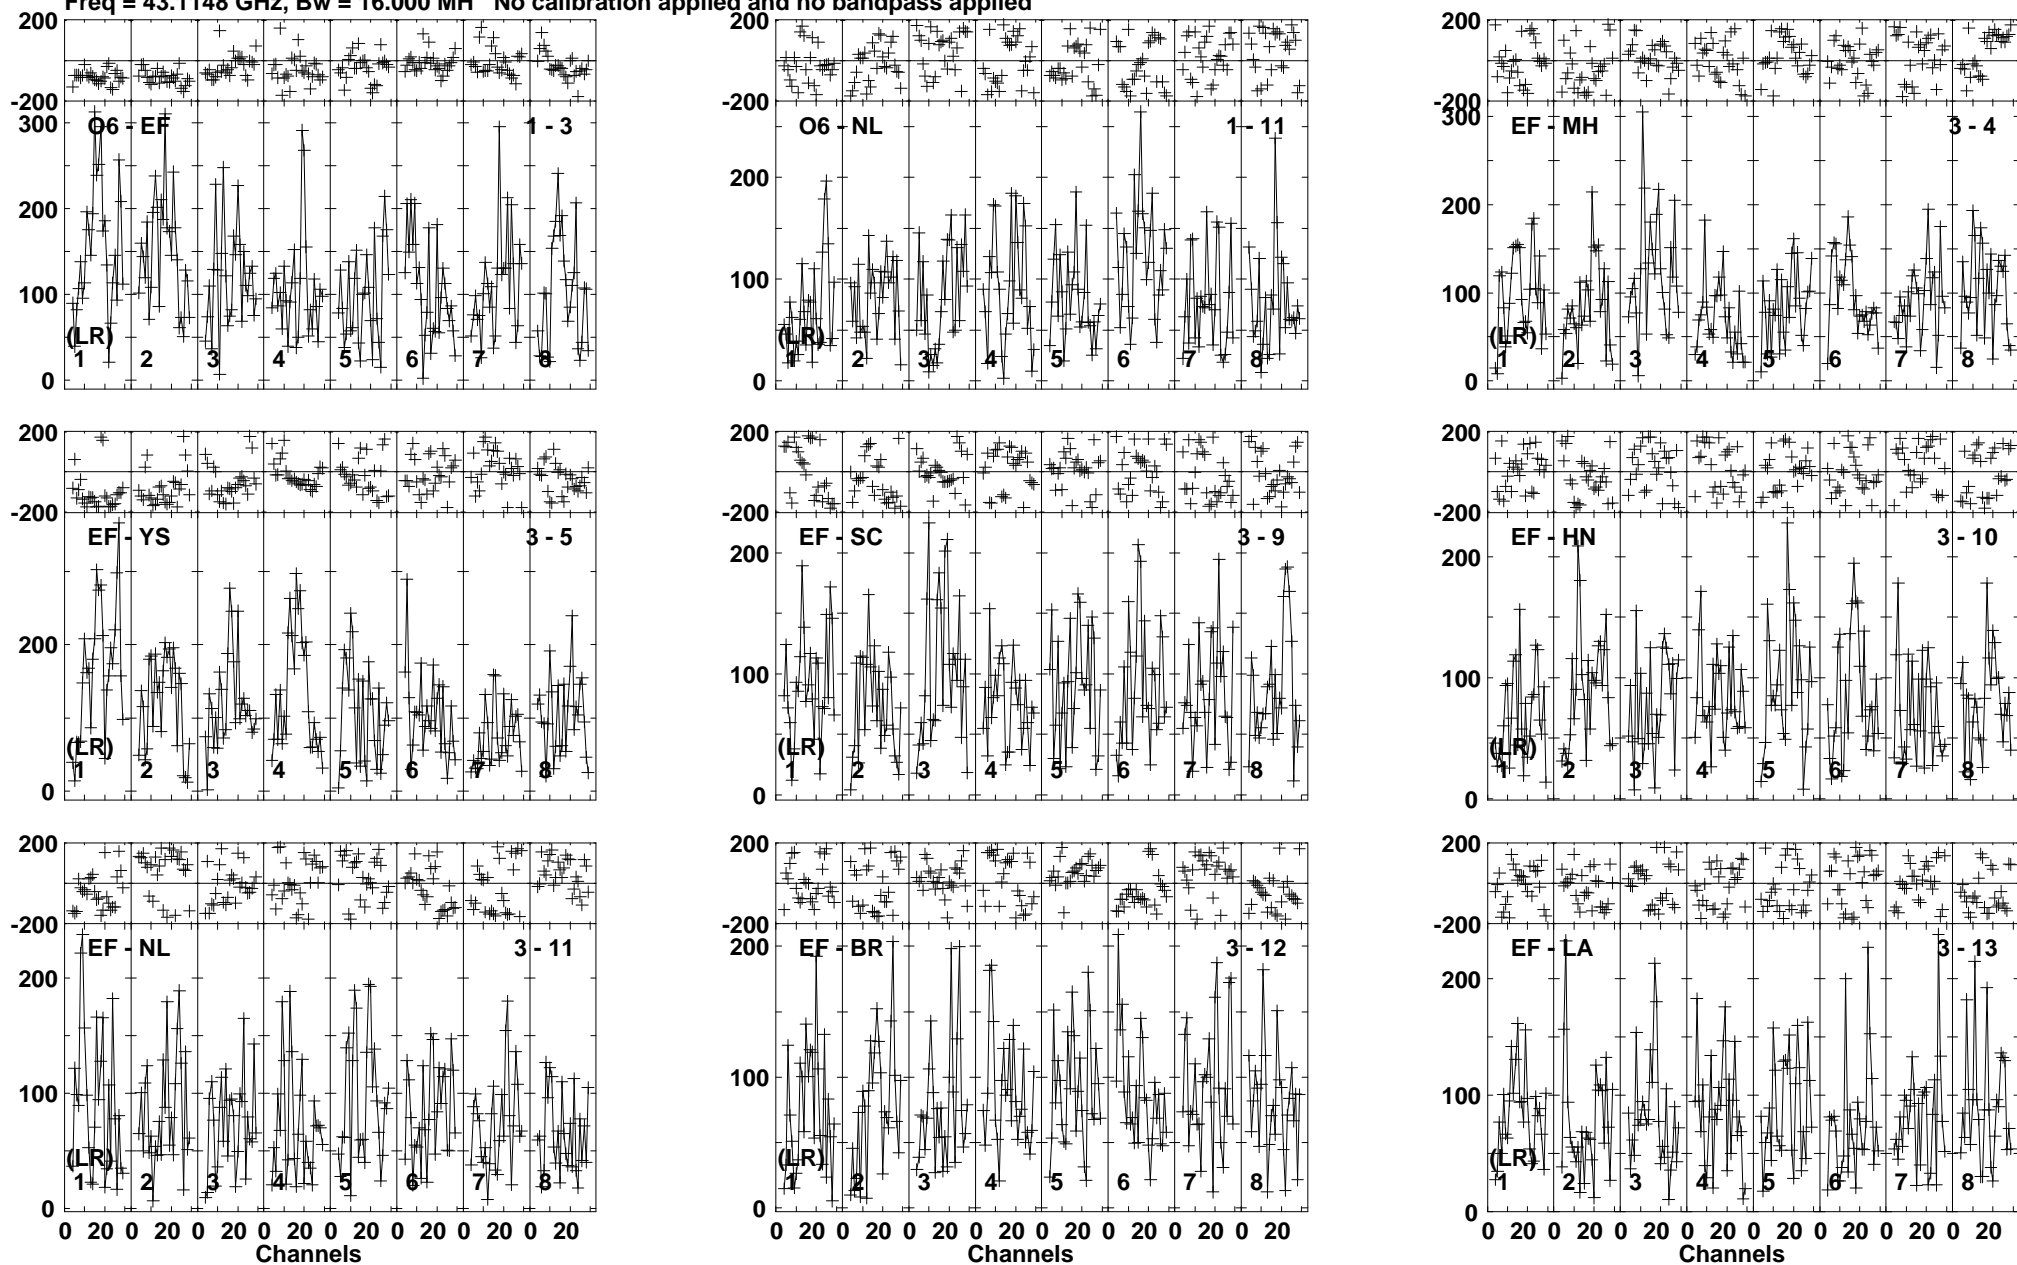 Freq = 43.1148 GHz, Bw = 16.000 MH No calibration applied and no bandpass applied
200
-200
O6 - EF 1 - 3
300
200
100
0
(LR)
1 2 3 4 5 6 7 8
200
-200
O6 - NL 1 - 11
200
100
0
(LR)
1 2 3 4 5 6 7 8
200
-200
EF - MH 3 - 4
300
200
100
0
(LR)
1 2 3 4 5 6 7 8
200
-200
EF - YS 3 - 5
200
0
(LR)
1 2 3 4 5 6 7 8
200
-200
EF - SC 3 - 9
200
100
0
(LR)
1 2 3 4 5 6 7 8
200
-200
EF - HN 3 - 10
200
100
0
(LR)
1 2 3 4 5 6 7 8
200
-200
EF - NL 3 - 11
200
100
0
(LR)
1 2 3 4 5 6 7 8
0 20 0 20 0 20 0 20 0 20 0 20 0 20 0 20
Channels
200
-200
EF - BR 3 - 12
200
100
0
(LR)
1 2 3 4 5 6 7 8
0 20 0 20 0 20 0 20 0 20 0 20 0 20 0 20
Channels
200
-200
EF - LA 3 - 13
200
100
0
(LR)
1 2 3 4 5 6 7 8
0 20 0 20 0 20 0 20 0 20 0 20 0 20 0 20
Channels